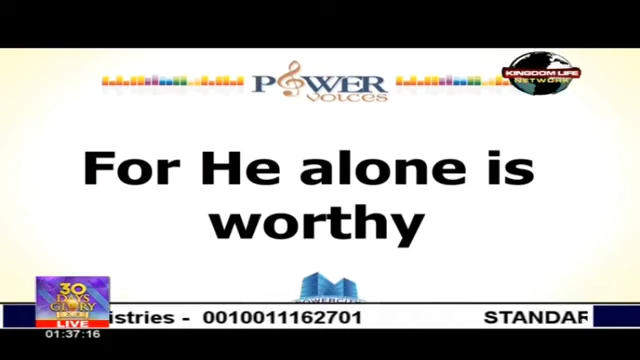 POWER
voices
KINGDOM LIFE
NETWORK
For He alone is
worthy
30
DAYS
GLORY
LIVE
01:37:16
POWERCITY
istries - 0010011162701 STANDAR